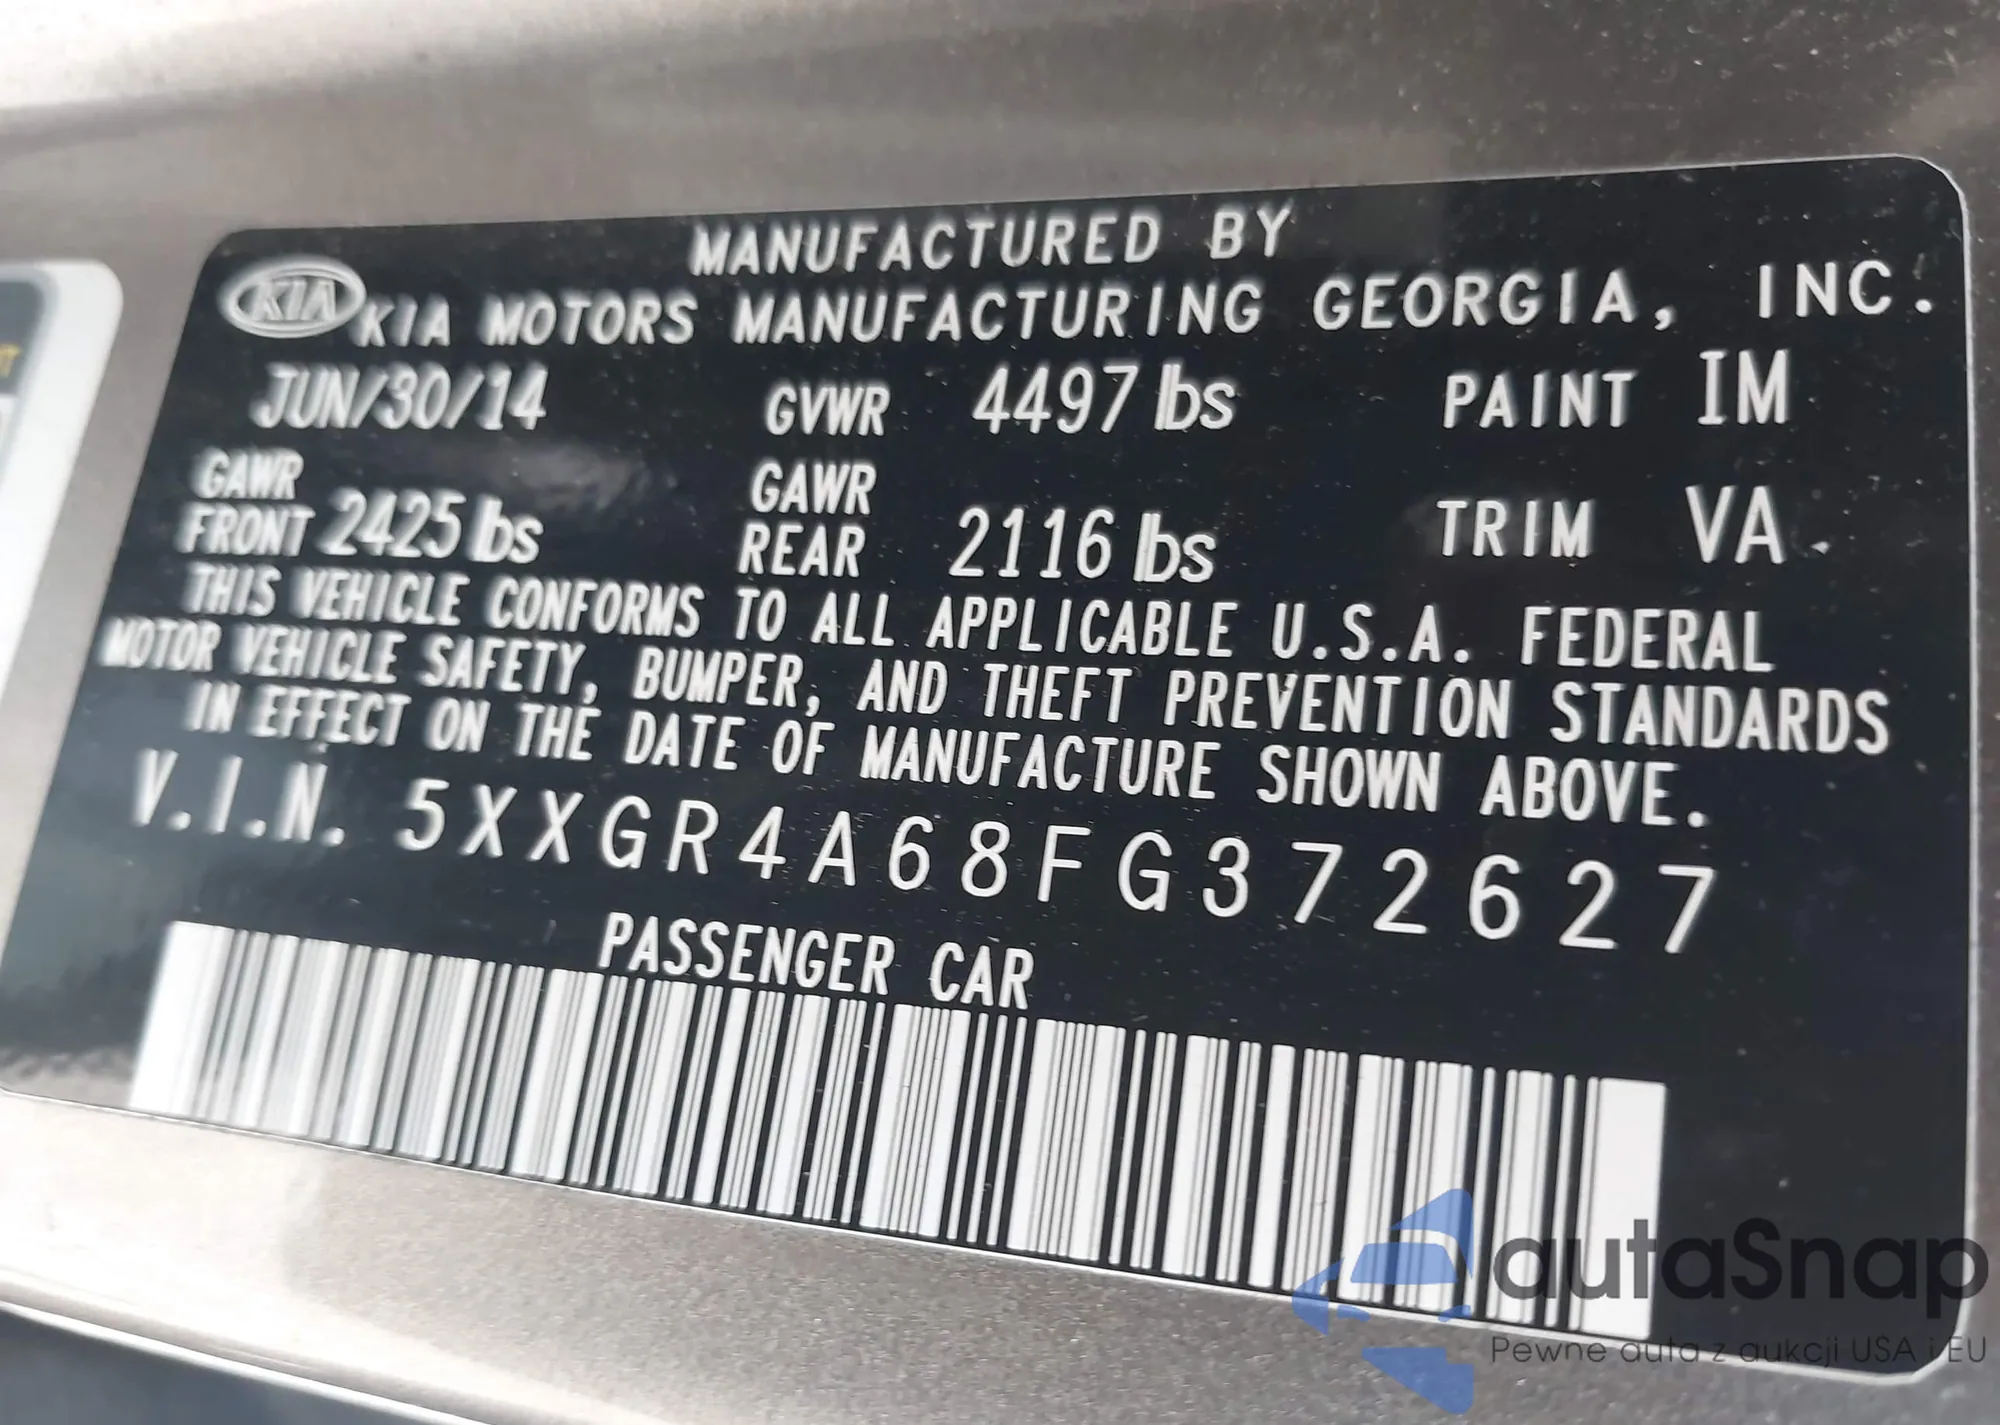 MANUFACTURED BY
KIA KIA MOTORS MANUFACTURING GEORGIA, INC.
JUN/30/14 GVWR 4497 lbs PAINT IM
GAWR FRONT 2425 lbs GAWR REAR 2116 lbs TRIM VA
THIS VEHICLE CONFORMS TO ALL APPLICABLE U.S.A. FEDERAL
MOTOR VEHICLE SAFETY, BUMPER, AND THEFT PREVENTION STANDARDS
IN EFFECT ON THE DATE OF MANUFACTURE SHOWN ABOVE.
V.I.N. 5XXGR4A68FG372627
PASSENGER CAR
autaSnap
Pewne auta z aukcji USA i EU